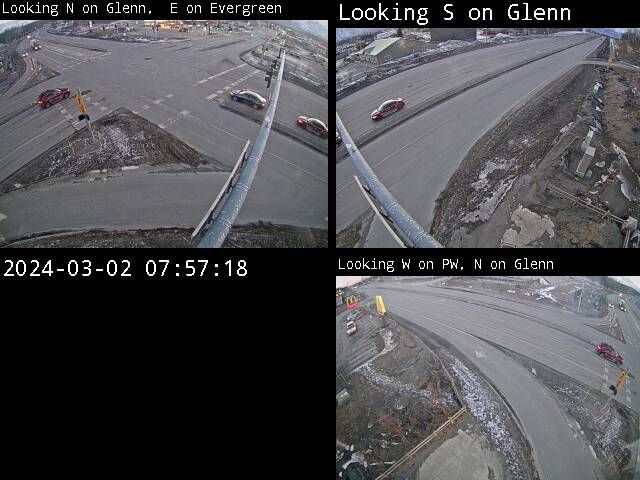 Looking N on Glenn,  E on Evergreen
Looking S on Glenn
2024-03-02 07:57:18
Looking W on PW, N on Glenn